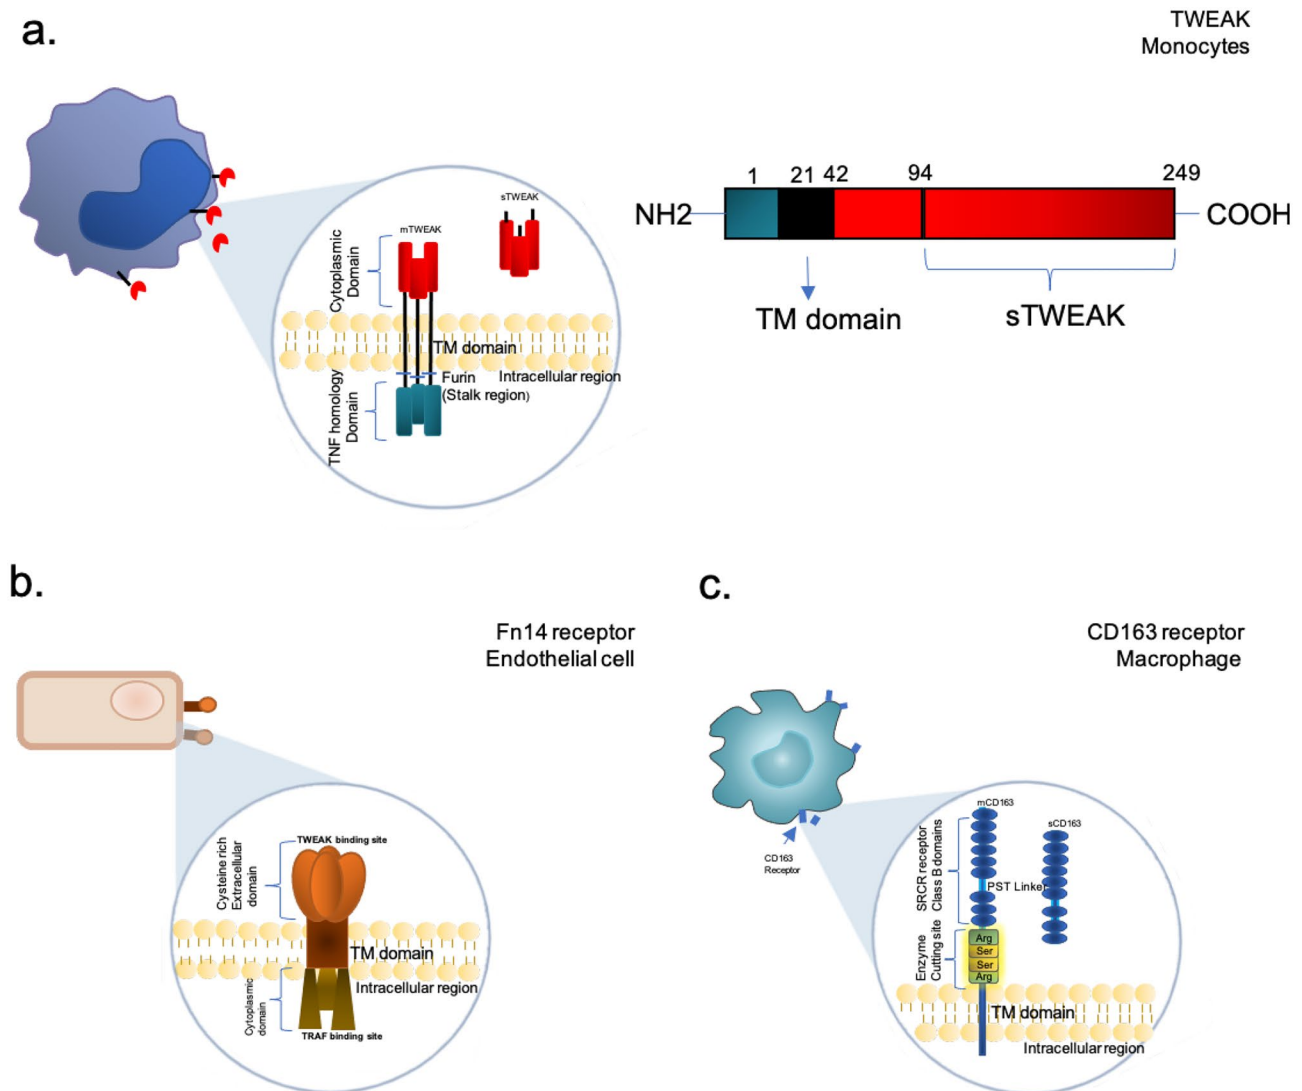 a.
TWEAK
Monocytes
sTWEAK
mTWEAK
Cytoplasmic
Domain
TM domain
Furin
(Stalk region)
Intracellular region
TNF homology
Domain
1 21 42 94 249
NH2
COOH
TM domain
sTWEAK
b.
Fn14 receptor
Endothelial cell
TWEAK binding site
Cysteine rich
Extracellular
domain
TM domain
Intracellular region
Cytoplasmic
domain
TRAF binding site
c.
CD163 receptor
Macrophage
CD163
Receptor
mCD163
sCD163
SRCR receptor
Class B domains
PST Linker
Enzyme
Cutting site
Arg
Ser
Ser
Arg
TM domain
Intracellular region